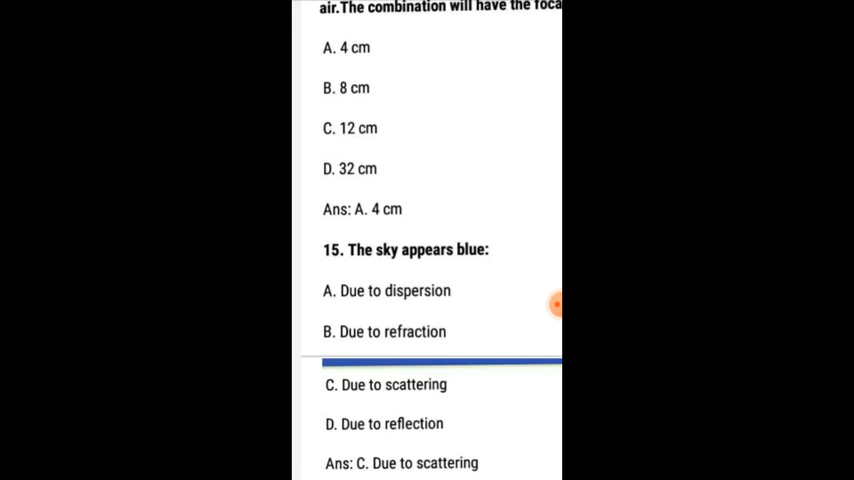 air.The combination will have the foca
A. 4 cm
B. 8 cm
C. 12 cm
D. 32 cm
Ans: A. 4 cm
15. The sky appears blue:
A. Due to dispersion
B. Due to refraction
C. Due to scattering
D. Due to reflection
Ans: C. Due to scattering